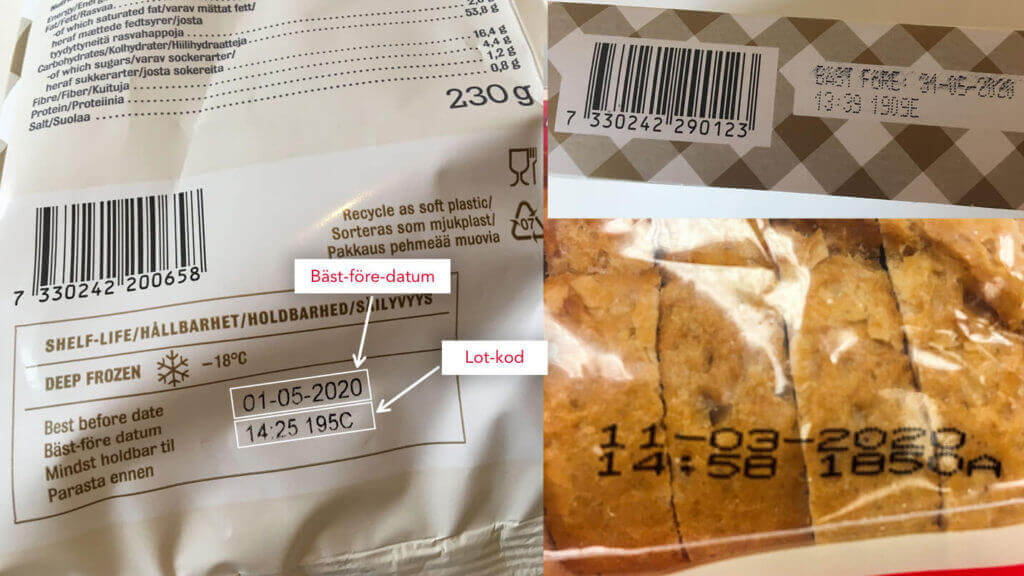 Energy/Energi
Fat/Fett/Rasvaa
-of which saturated fat/varav mättat fett/
heraf mættede fedtsyrer/josta
tyydyttyneitä rasvahappoja
53,8 g
Carbohydrates/Kolhydrater/Hiilihydraatteja
16,4 g
-of which sugars/varav sockerarter/
4,4 g
heraf sukkerarter/josta sokereita
Fibre/Fiber/Kuituja
1,2 g
Protein/Proteiinia
0,8 g
Salt/Suolaa
230 g
Recycle as soft plastic/
Sorteras som mjukplast/
Pakkaus pehmeää muovia
07
7 330242 200658
Bäst-före-datum
SHELF-LIFE/HÅLLBARHET/HOLDBARHED/SÄILYVYYS
DEEP FROZEN -18°C
Lot-kod
Best before date
Bäst-före datum
Mindst holdbar til
Parasta ennen
01-05-2020
14:25 195C
7 330242 290123
BÄST FÖRE: 31-05-2020
13:39 1909E
11-03-2020
14:58 1850A